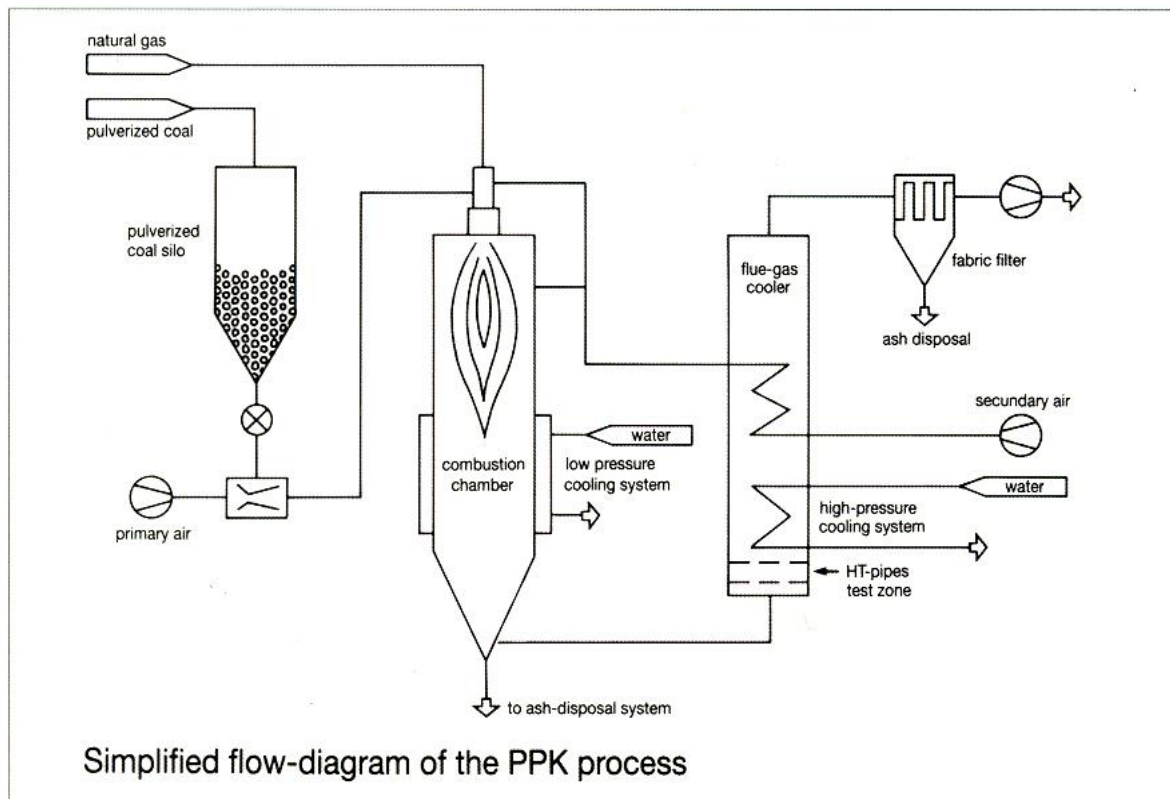 natural gas
pulverized coal
pulverized
coal silo
primary air
combustion
chamber
water
low pressure
cooling system
to ash-disposal system
flue-gas
cooler
fabric filter
ash disposal
secundary air
water
high-pressure
cooling system
HT-pipes
test zone
Simplified flow-diagram of the PPK process